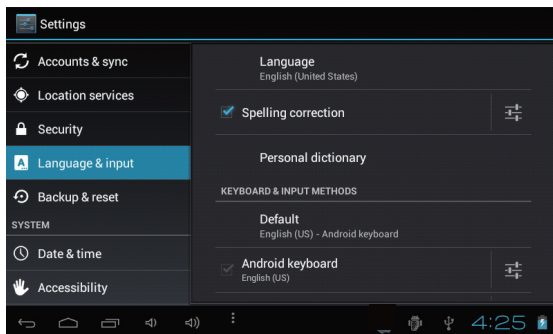 Settings
Accounts & sync
Location services
Security
Language & input
Backup & reset
SYSTEM
Date & time
Accessibility
Language
English (United States)
Spelling correction
Personal dictionary
KEYBOARD & INPUT METHODS
Default
English (US) - Android keyboard
Android keyboard
English (US)
4:25